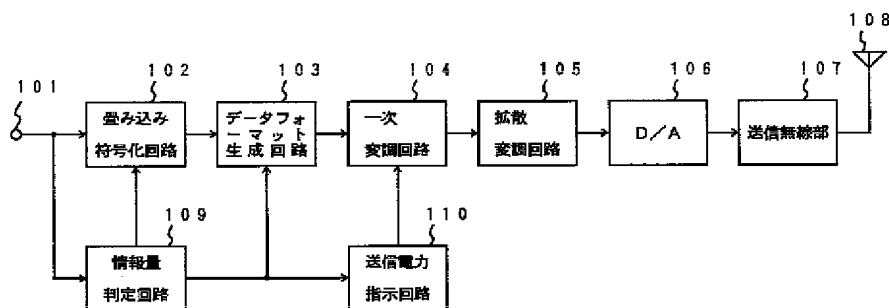 108
102
103
104
105
106
107
101
畳み込み
符号化回路
データフォ
ーマット
生成回路
一次
変調回路
拡散
変調回路
D/A
送信無線部
109
110
情報量
判定回路
送信電力
指示回路